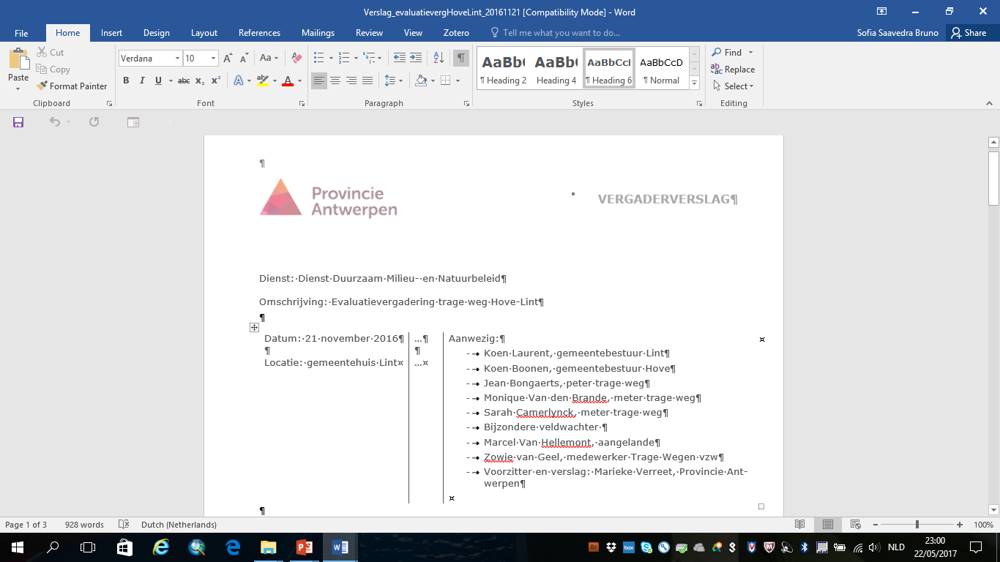 Verslag_evaluatievergHoveLint_20161121 [Compatibility Mode] - Word
File Home Insert Design Layout References Mailings Review View Zotero Tell me what you want to do... Sofia Saavedra Bruno Share
Paste
Cut
Copy
Format Painter
Clipboard
Verdana 10
Font
Paragraph
AaBbC ¶ Heading 2
AaBbCc Heading 4
AaBbCcI ¶ Heading 6
AaBbCcD ¶ Normal
Styles
Find
Replace
Select
Editing
¶
Provincie
Antwerpen
VERGADERVERSLAG¶
Dienst:·Dienst·Duurzaam·Milieu-·en·Natuurbeleid¶
Omschrijving:·Evaluatievergadering·trage·weg·Hove-Lint¶
¶
Datum:·21·november·2016¶
¶
Locatie:·gemeentehuis·Lint¤
…¶
¶
…¤
Aanwezig:¶
-→Koen·Laurent,·gemeentebestuur·Lint¶
-→Koen·Boonen,·gemeentebestuur·Hove¶
-→Jean·Bongaerts,·peter·trage·weg¶
-→Monique·Van·den·Brande,·meter·trage·weg¶
-→Sarah·Camerlynck,·meter·trage·weg¶
-→Bijzondere·veldwachter·¶
-→Marcel·Van·Hellemont,·aangelande¶
-→Zowie·van·Geel,·medewerker·Trage·Wegen·vzw¶
-→Voorzitter·en·verslag:·Marieke·Verreet,·Provincie·Ant-
werpen¶
¤
¤
¶
Page 1 of 3 928 words Dutch (Netherlands) 100%
NLD
23:00
22/05/2017